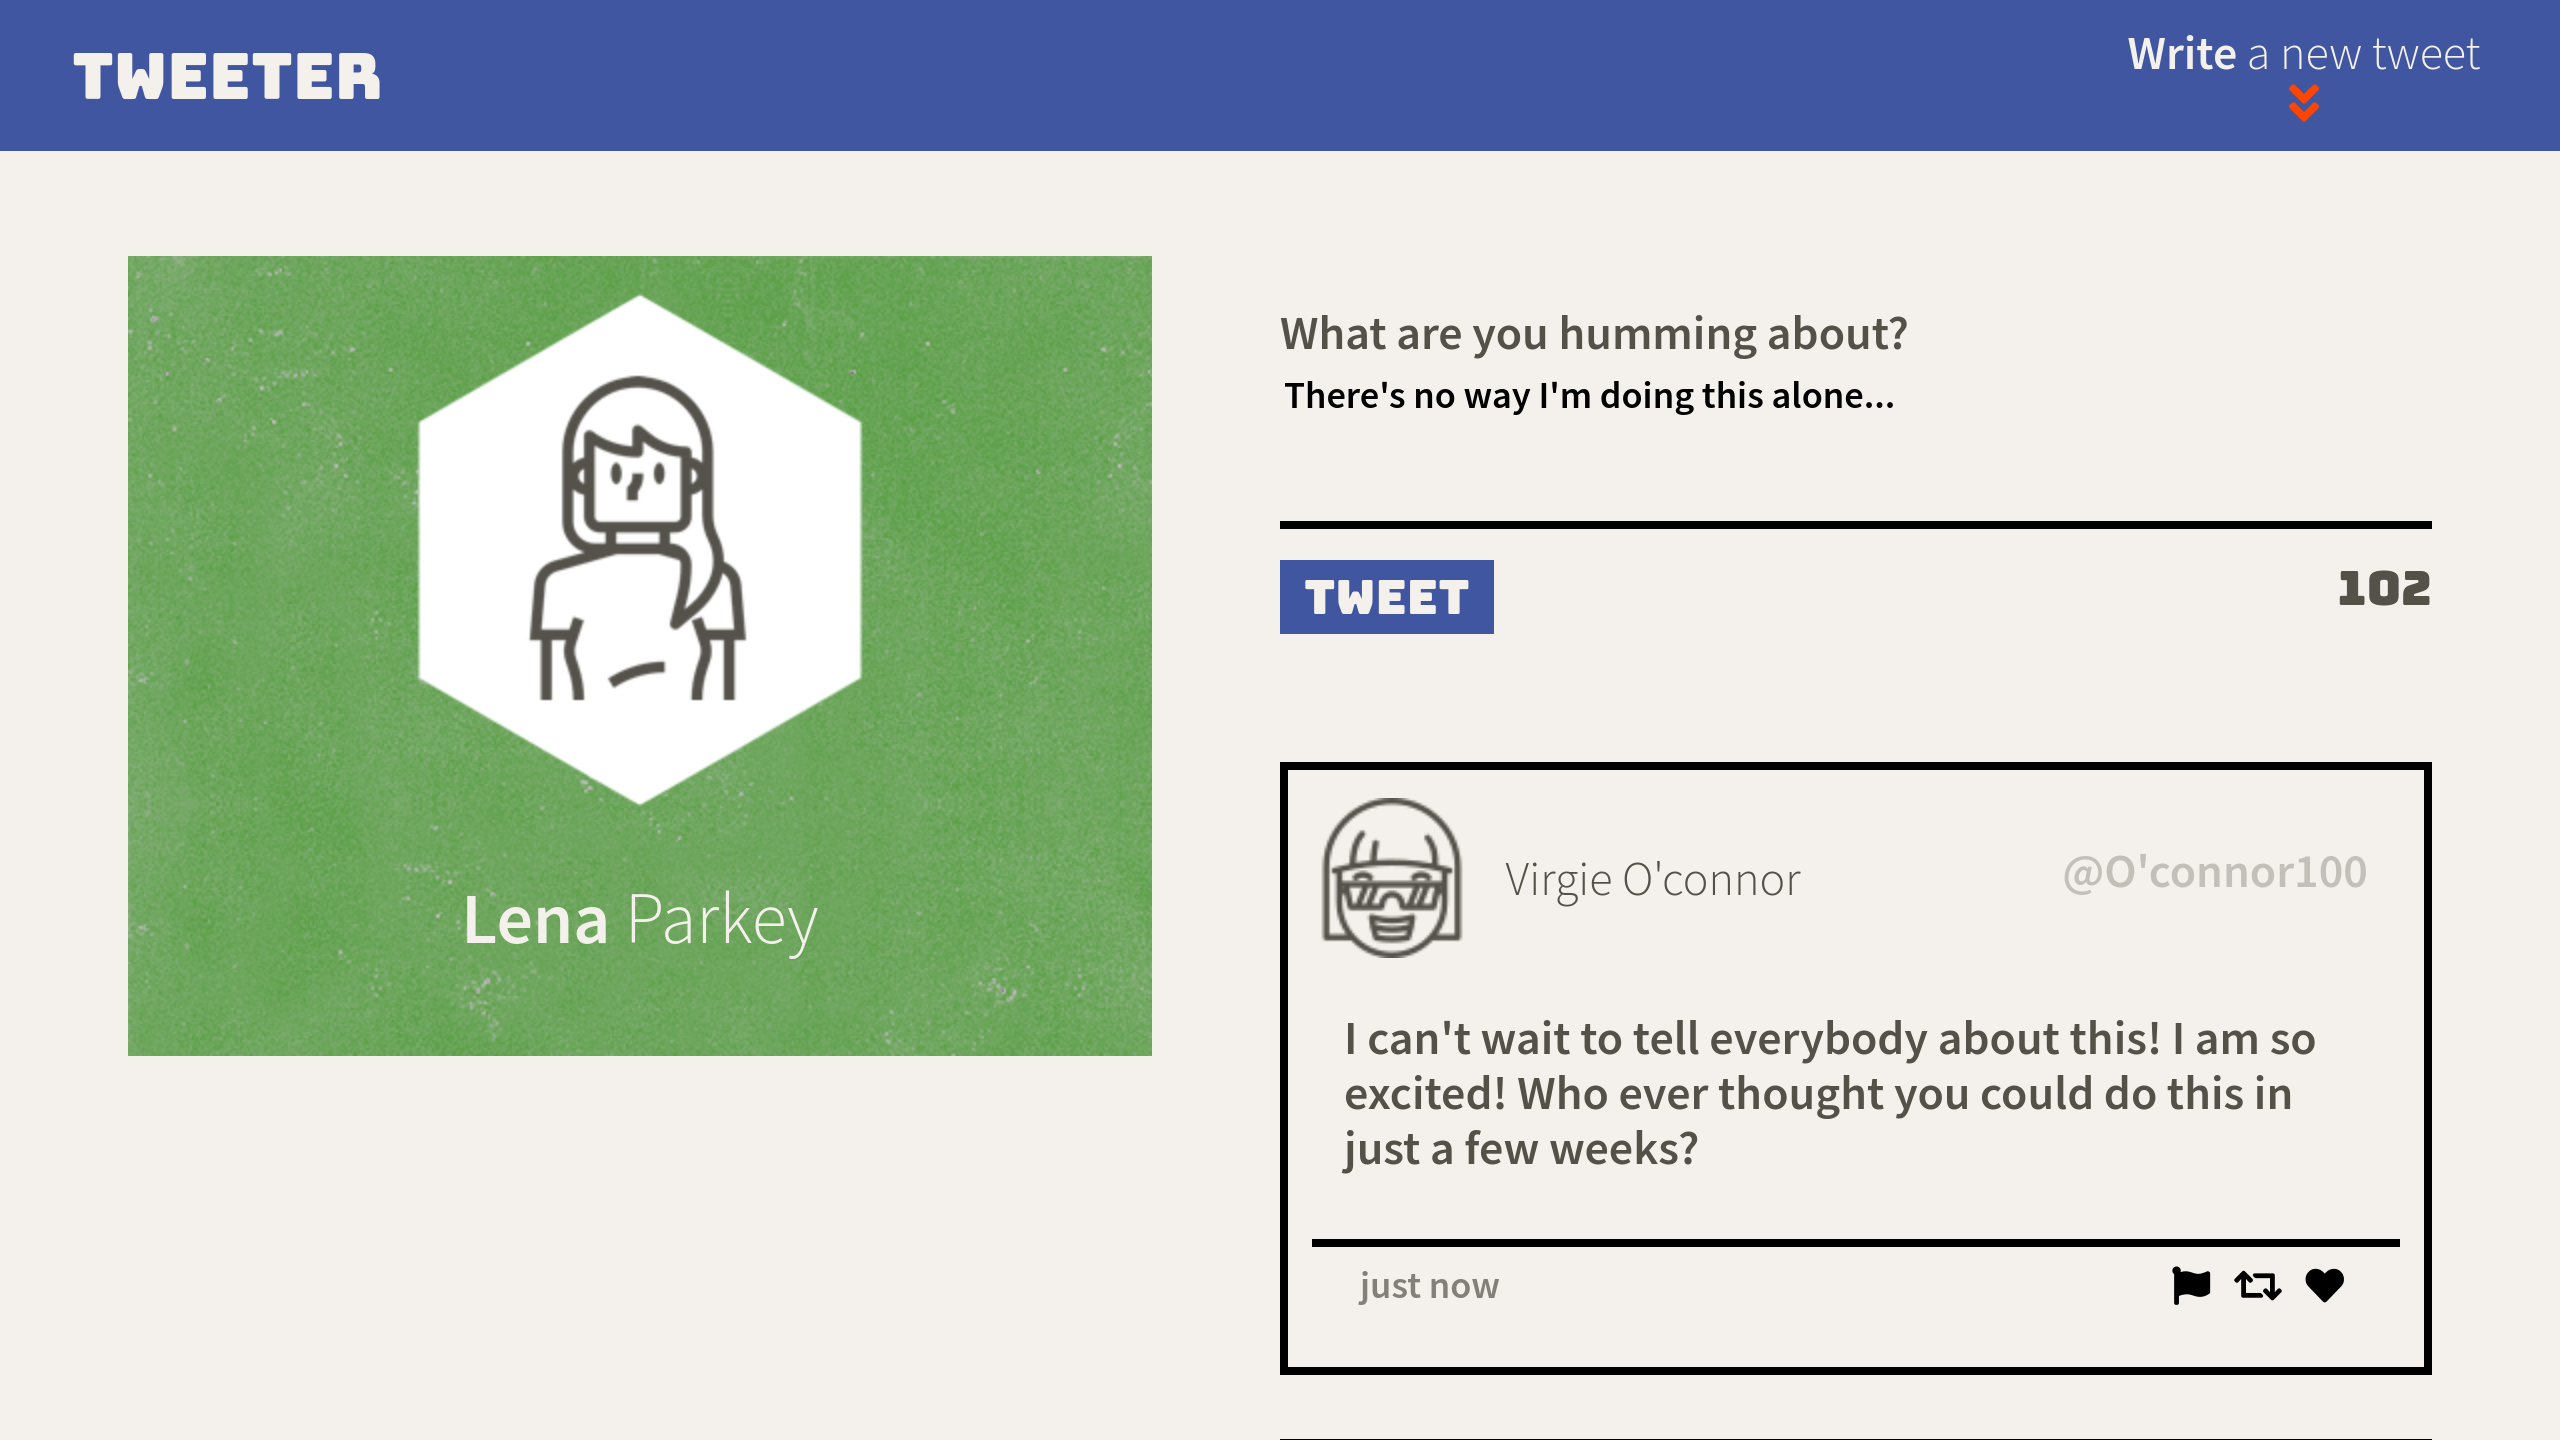 TWEETER
Write a new tweet
Lena Parkey
What are you humming about?
There's no way I'm doing this alone...
TWEET
102
Virgie O'connor
@O'connor100
I can't wait to tell everybody about this! I am so
excited! Who ever thought you could do this in
just a few weeks?
just now